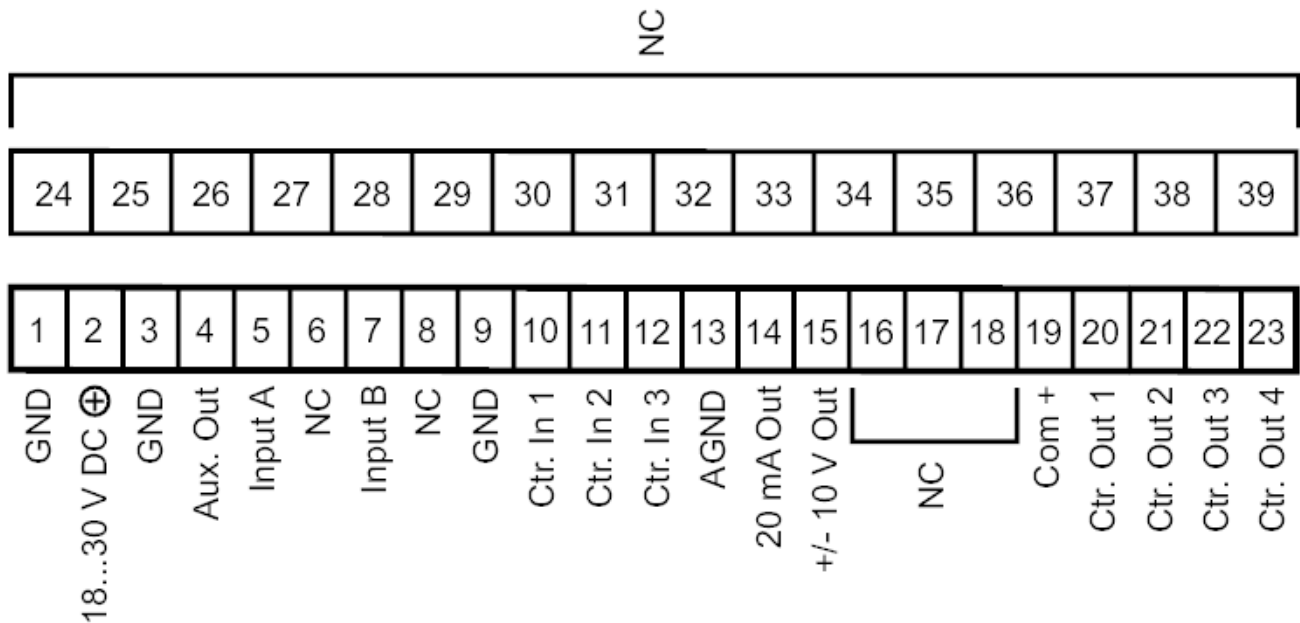 NC
24 25 26 27 28 29 30 31 32 33 34 35 36 37 38 39
1 2 3 4 5 6 7 8 9 10 11 12 13 14 15 16 17 18 19 20 21 22 23
GND
18...30 V DC ⊕
GND
Aux. Out
Input A
NC
Input B
NC
GND
Ctr. In 1
Ctr. In 2
Ctr. In 3
AGND
20 mA Out
+/- 10 V Out
NC
Com +
Ctr. Out 1
Ctr. Out 2
Ctr. Out 3
Ctr. Out 4